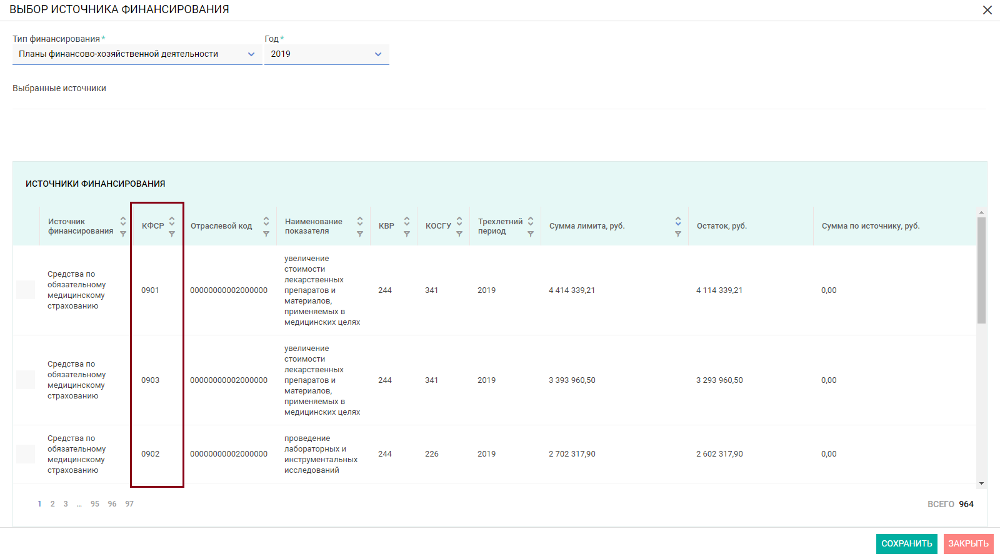 ВЫБОР ИСТОЧНИКА ФИНАНСИРОВАНИЯ
Тип финансирования *
Год *
Планы финансово-хозяйственной деятельности
2019
Выбранные источники
ИСТОЧНИКИ ФИНАНСИРОВАНИЯ
Источник
финансирования
КФСР
Отраслевой код
Наименование
показателя
КВР
КОСГУ
Трехлетний
период
Сумма лимита, руб.
Остаток, руб.
Сумма по источнику, руб.
Средства по
обязательному
медицинскому
страхованию
0901
00000000002000000
увеличение
стоимости
лекарственных
препаратов и
материалов,
применяемых в
медицинских целях
244
341
2019
4 414 339,21
4 114 339,21
0,00
Средства по
обязательному
медицинскому
страхованию
0903
00000000002000000
увеличение
стоимости
лекарственных
препаратов и
материалов,
применяемых в
медицинских целях
244
341
2019
3 393 960,50
3 293 960,50
0,00
Средства по
обязательному
медицинскому
страхованию
0902
00000000002000000
проведение
лабораторных и
инструментальных
исследований
244
226
2019
2 702 317,90
2 602 317,90
0,00
1 2 3 ... 95 96 97
ВСЕГО 964
СОХРАНИТЬ
ЗАКРЫТЬ